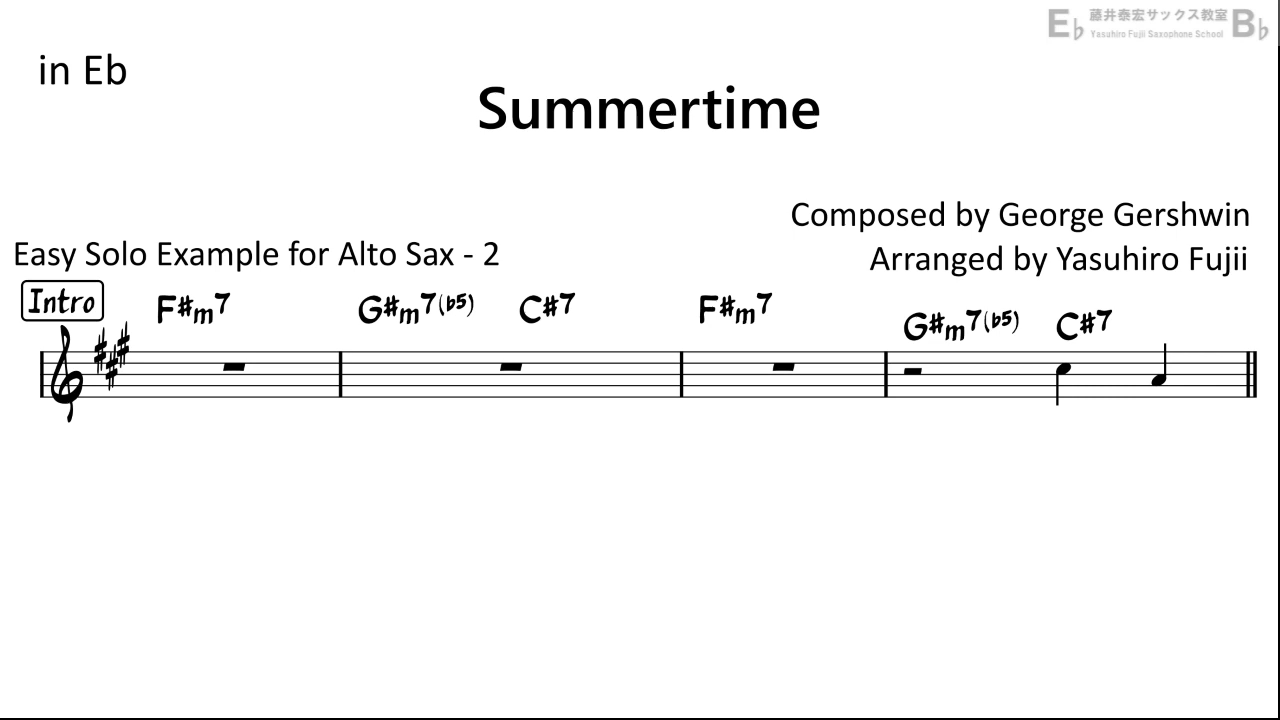 E♭ 藤井泰宏サックス教室 B♭
Yasuhiro Fujii Saxophone School
in Eb
Summertime
Composed by George Gershwin
Easy Solo Example for Alto Sax - 2
Arranged by Yasuhiro Fujii
Intro F#m7 G#m7(b5) C#7 F#m7 G#m7(b5) C#7